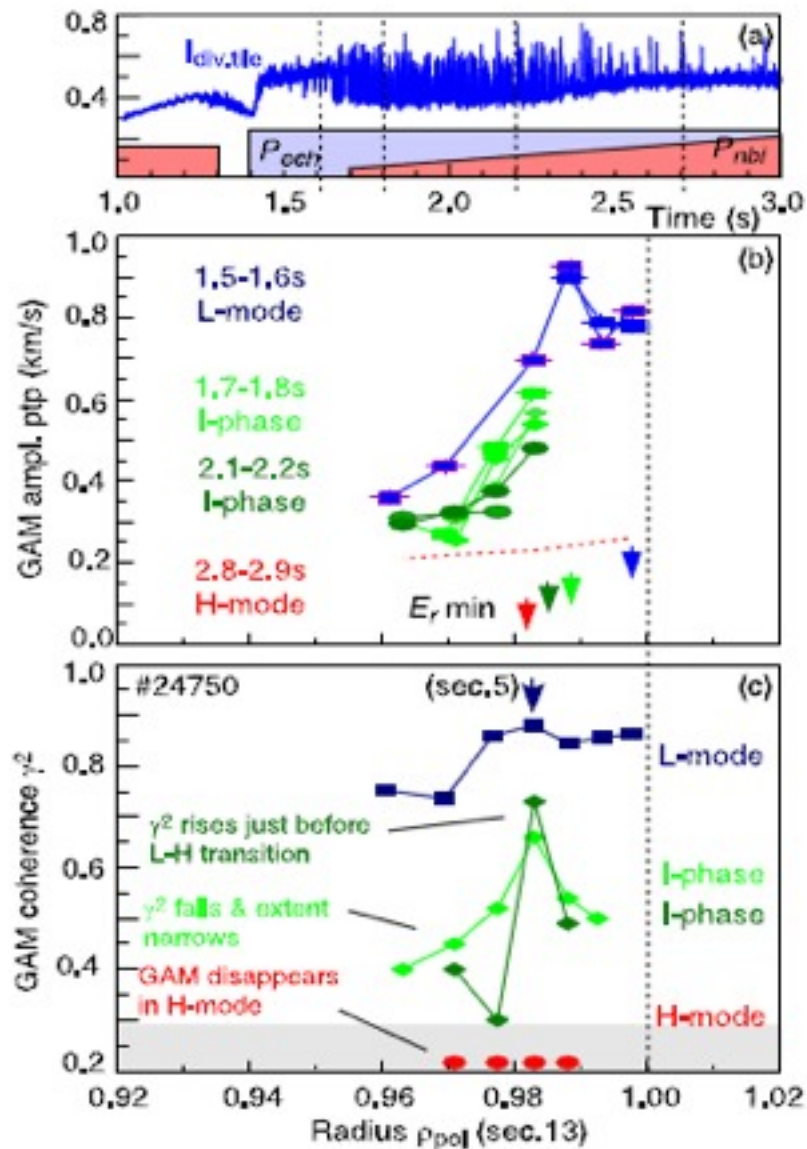 0.8
(a)
I div.tile
0.4
P ech
P nbi
1.0 1.5 2.0 2.5 Time (s) 3.0
1.0
(b)
1.5-1.6s
L-mode
0.8
GAM ampl. ptp (km/s)
1.7-1.8s
I-phase
0.6
2.1-2.2s
I-phase
0.4
0.2
2.8-2.9s
H-mode
E r min
0.0
#24750 (sec.5) (c)
1.0
0.8
L-mode
GAM coherence γ²
γ² rises just before
L-H transition
0.6
I-phase
I-phase
γ² falls & extent
narrows
0.4
GAM disappears
in H-mode
H-mode
0.2
0.92 0.94 0.96 0.98 1.00 1.02
Radius ρpol (sec.13)